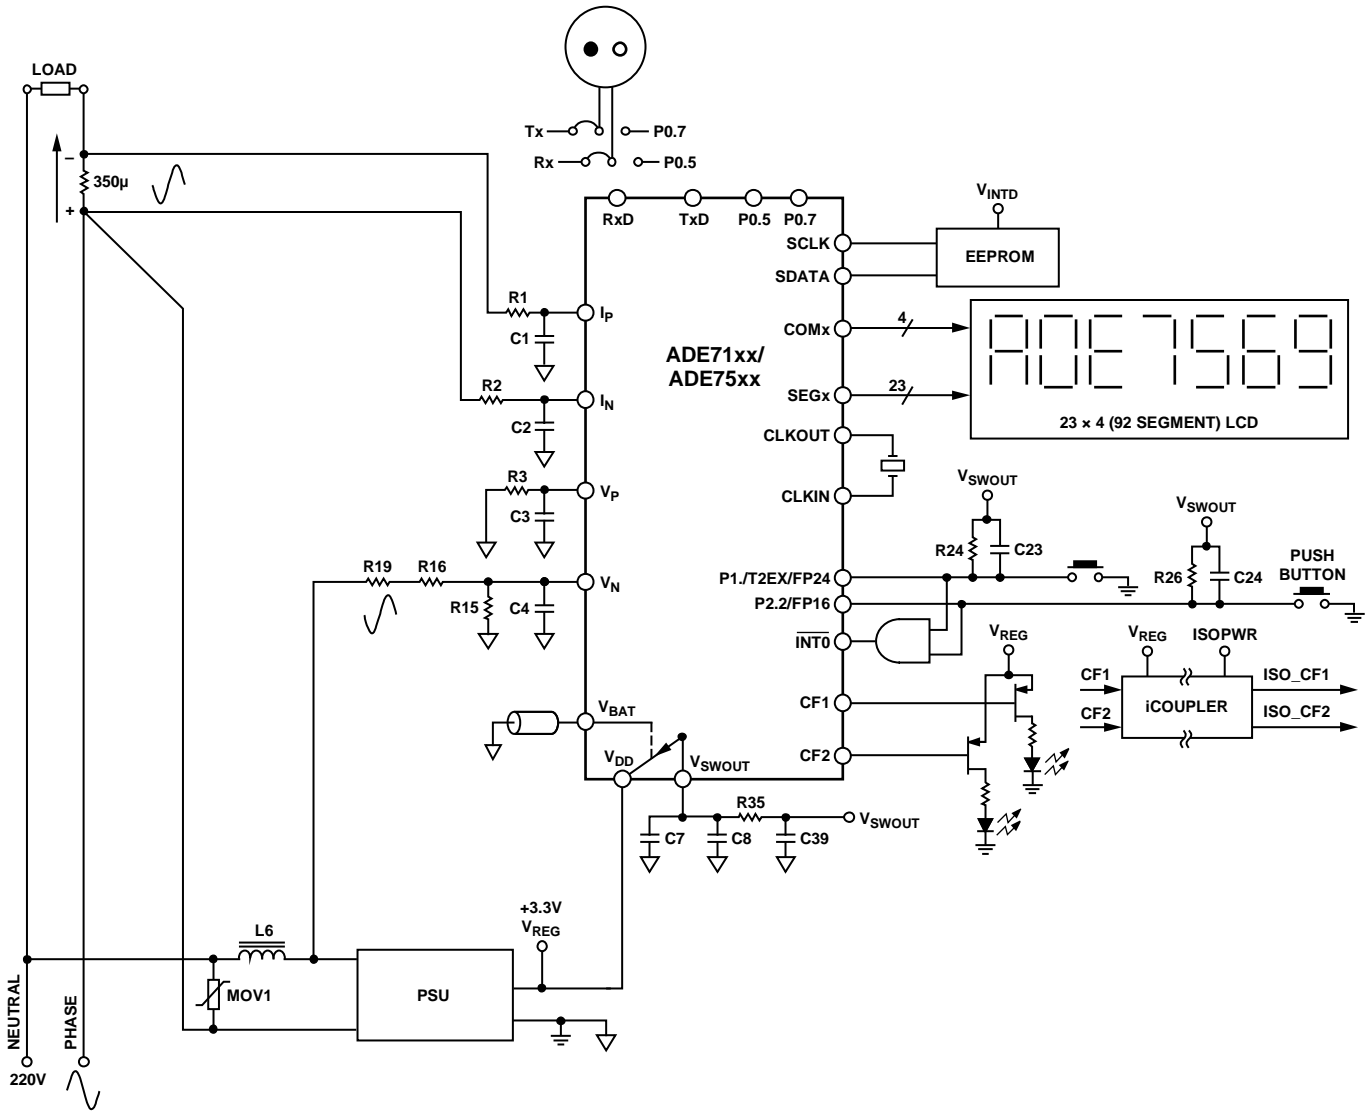 LOAD
–
350µ
+
Tx
P0.7
Rx
P0.5
RxD
TxD
P0.5
P0.7
SCLK
SDATA
COMx
SEGx
CLKOUT
CLKIN
P1./T2EX/FP24
P2.2/FP16
INT0
CF1
CF2
ADE71xx/
ADE75xx
IP
IN
VP
VN
VBAT
VDD
VSWOUT
R1
C1
R2
C2
R3
C3
R19
R16
R15
C4
VINTD
EEPROM
4
23
ADE7569
23 × 4 (92 SEGMENT) LCD
VSWOUT
R24
C23
VSWOUT
R26
C24
PUSH
BUTTON
VREG
VREG
ISOPWR
CF1
CF2
iCOUPLER
ISO_CF1
ISO_CF2
C7
C8
R35
C39
VSWOUT
+3.3V
VREG
L6
MOV1
PSU
NEUTRAL
PHASE
220V